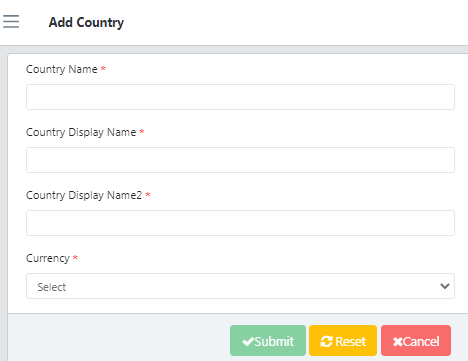 Add Country
Country Name *
Country Display Name *
Country Display Name2 *
Currency *
Select
Submit Reset Cancel